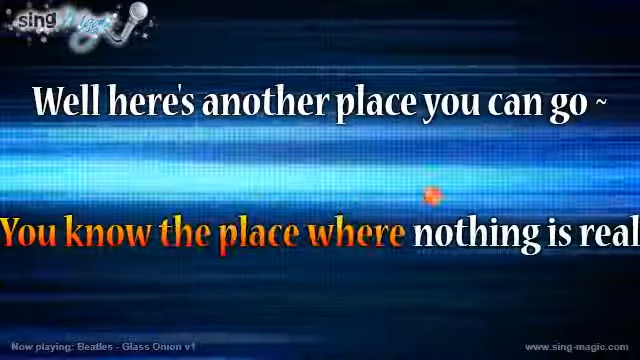 sing Magic
Well here's another place you can go ~
You know the place where nothing is real
Now playing: Beatles - Glass Onion v1
www.sing-magic.com